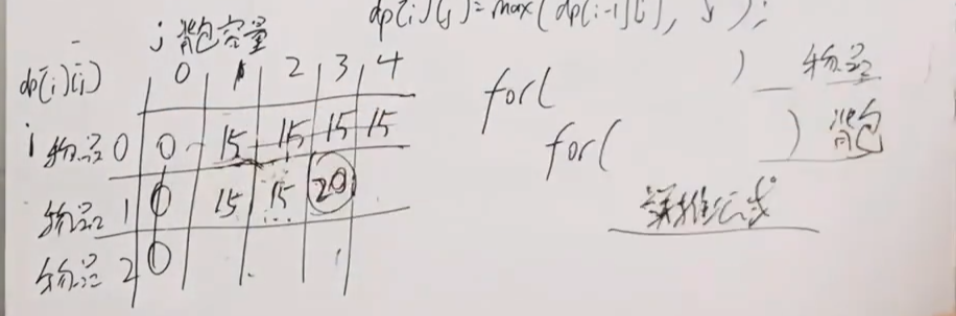 dp[i][j]=max(dp[i-1][j], );
j 背包容量
dp[i][j] 0 1 2 3 4
i 物品0 0 15 15 15 15
物品1 0 15 15 20
物品2 0
for( ) 物品
for( ) 背包
递推公式